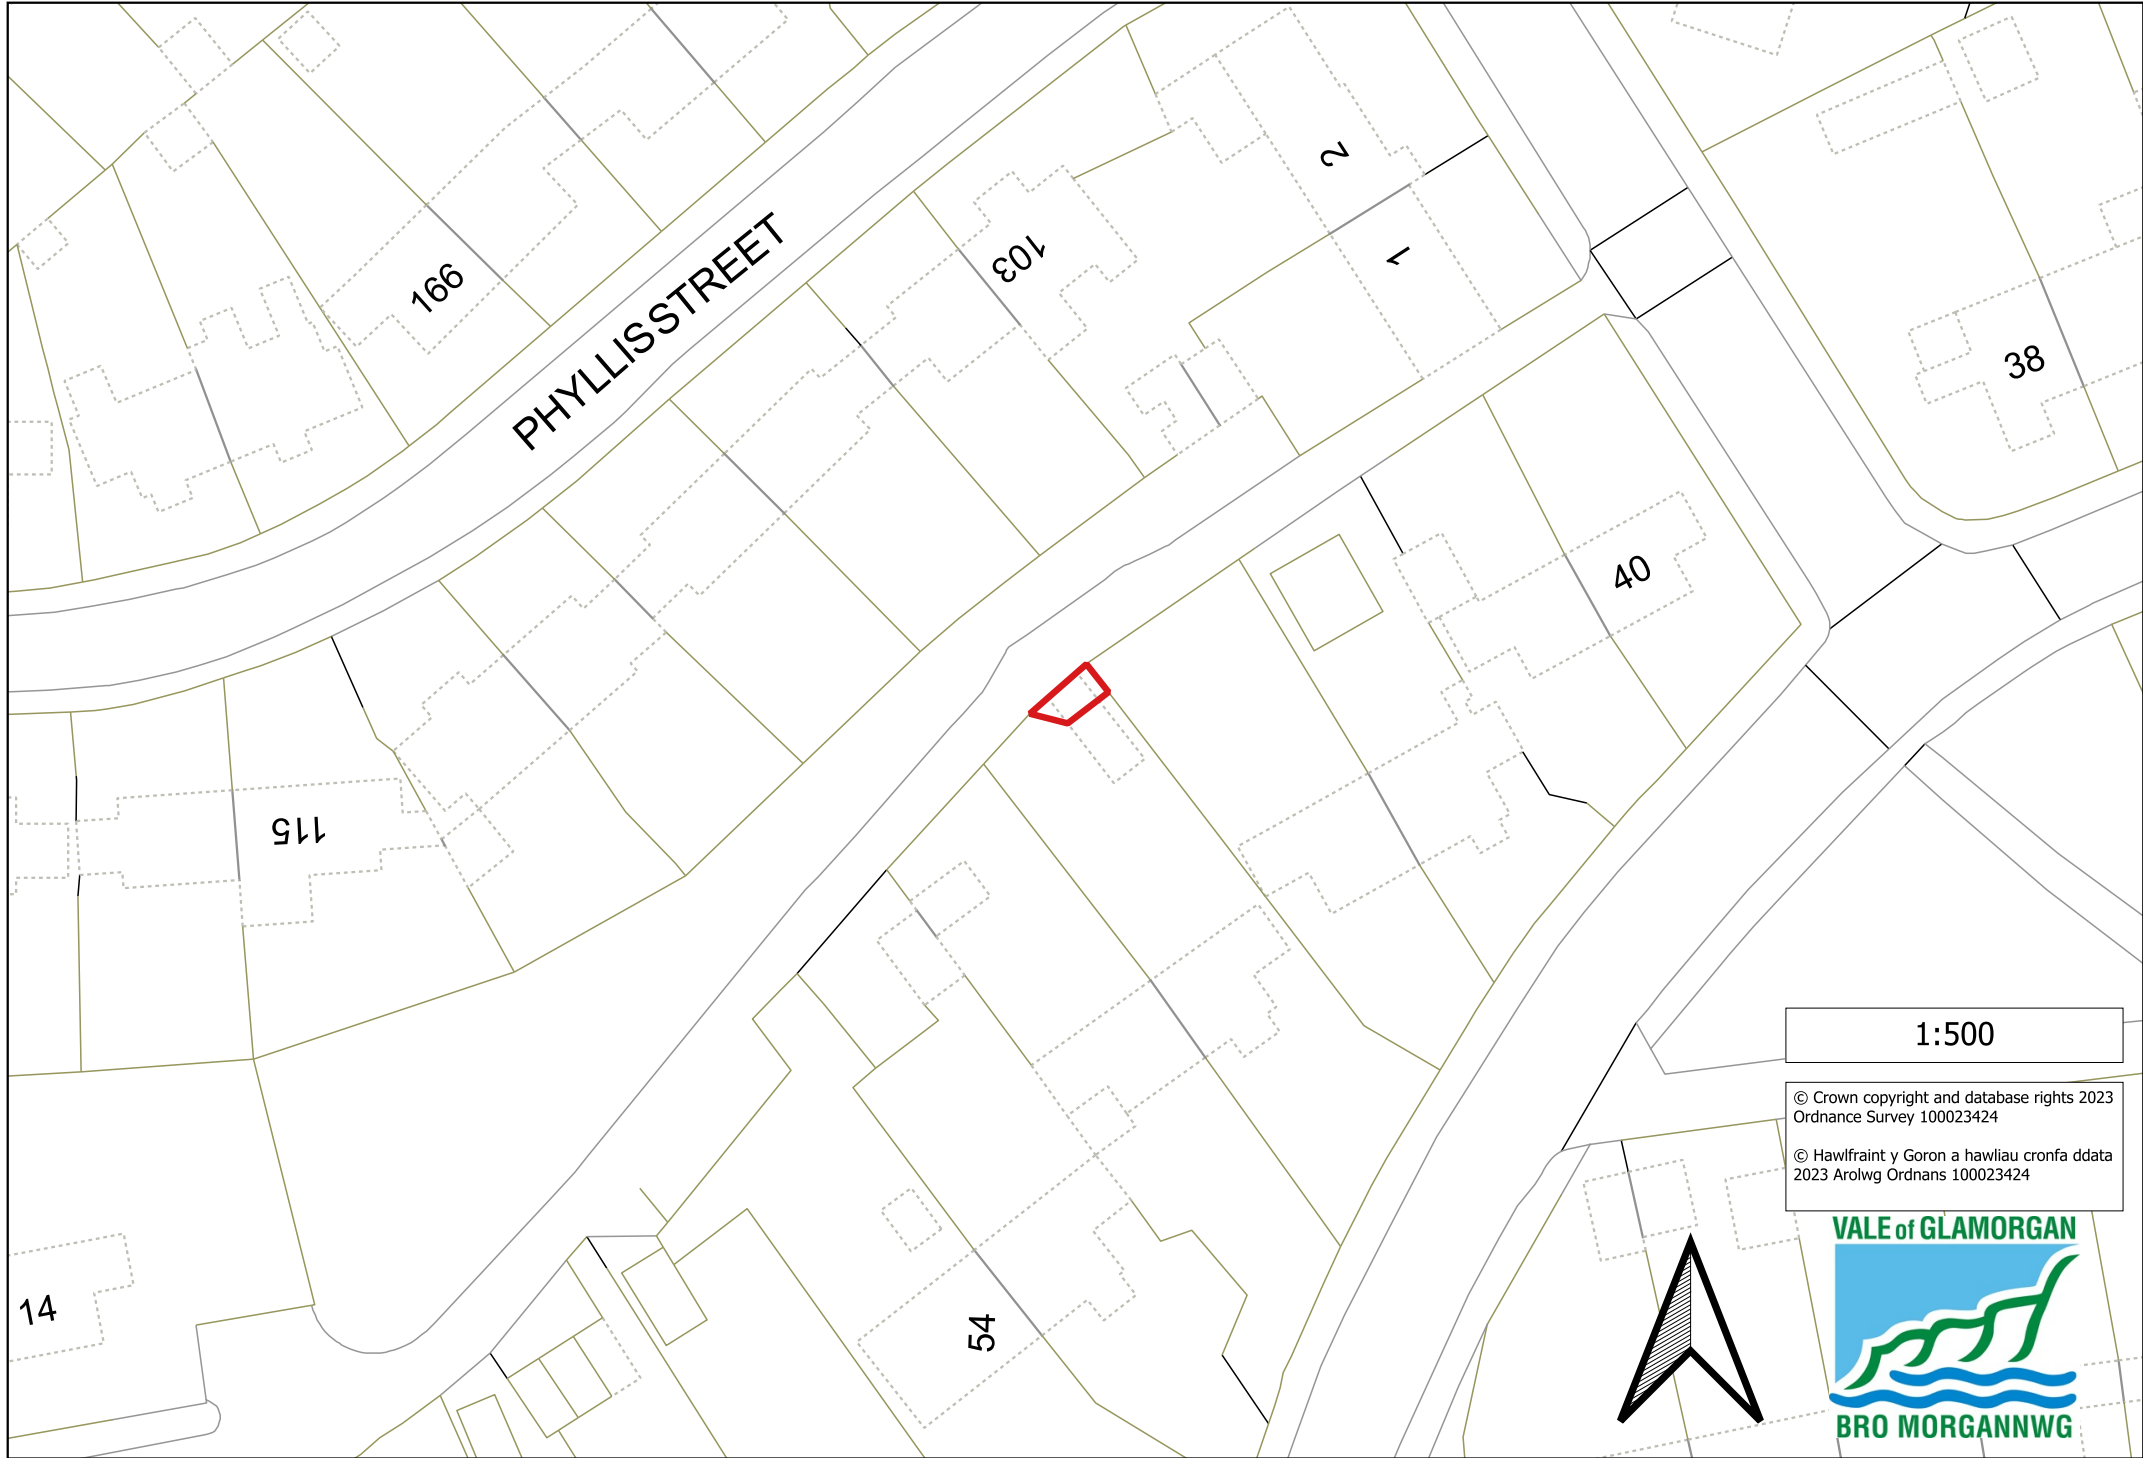 2
103
1
166
PHYLLISSTREET
38
40
115
1:500
© Crown copyright and database rights 2023
Ordnance Survey 100023424
© Hawlfraint y Goron a hawliau cronfa ddata
2023 Arolwg Ordnans 100023424
VALE of GLAMORGAN
14
54
BRO MORGANNWG